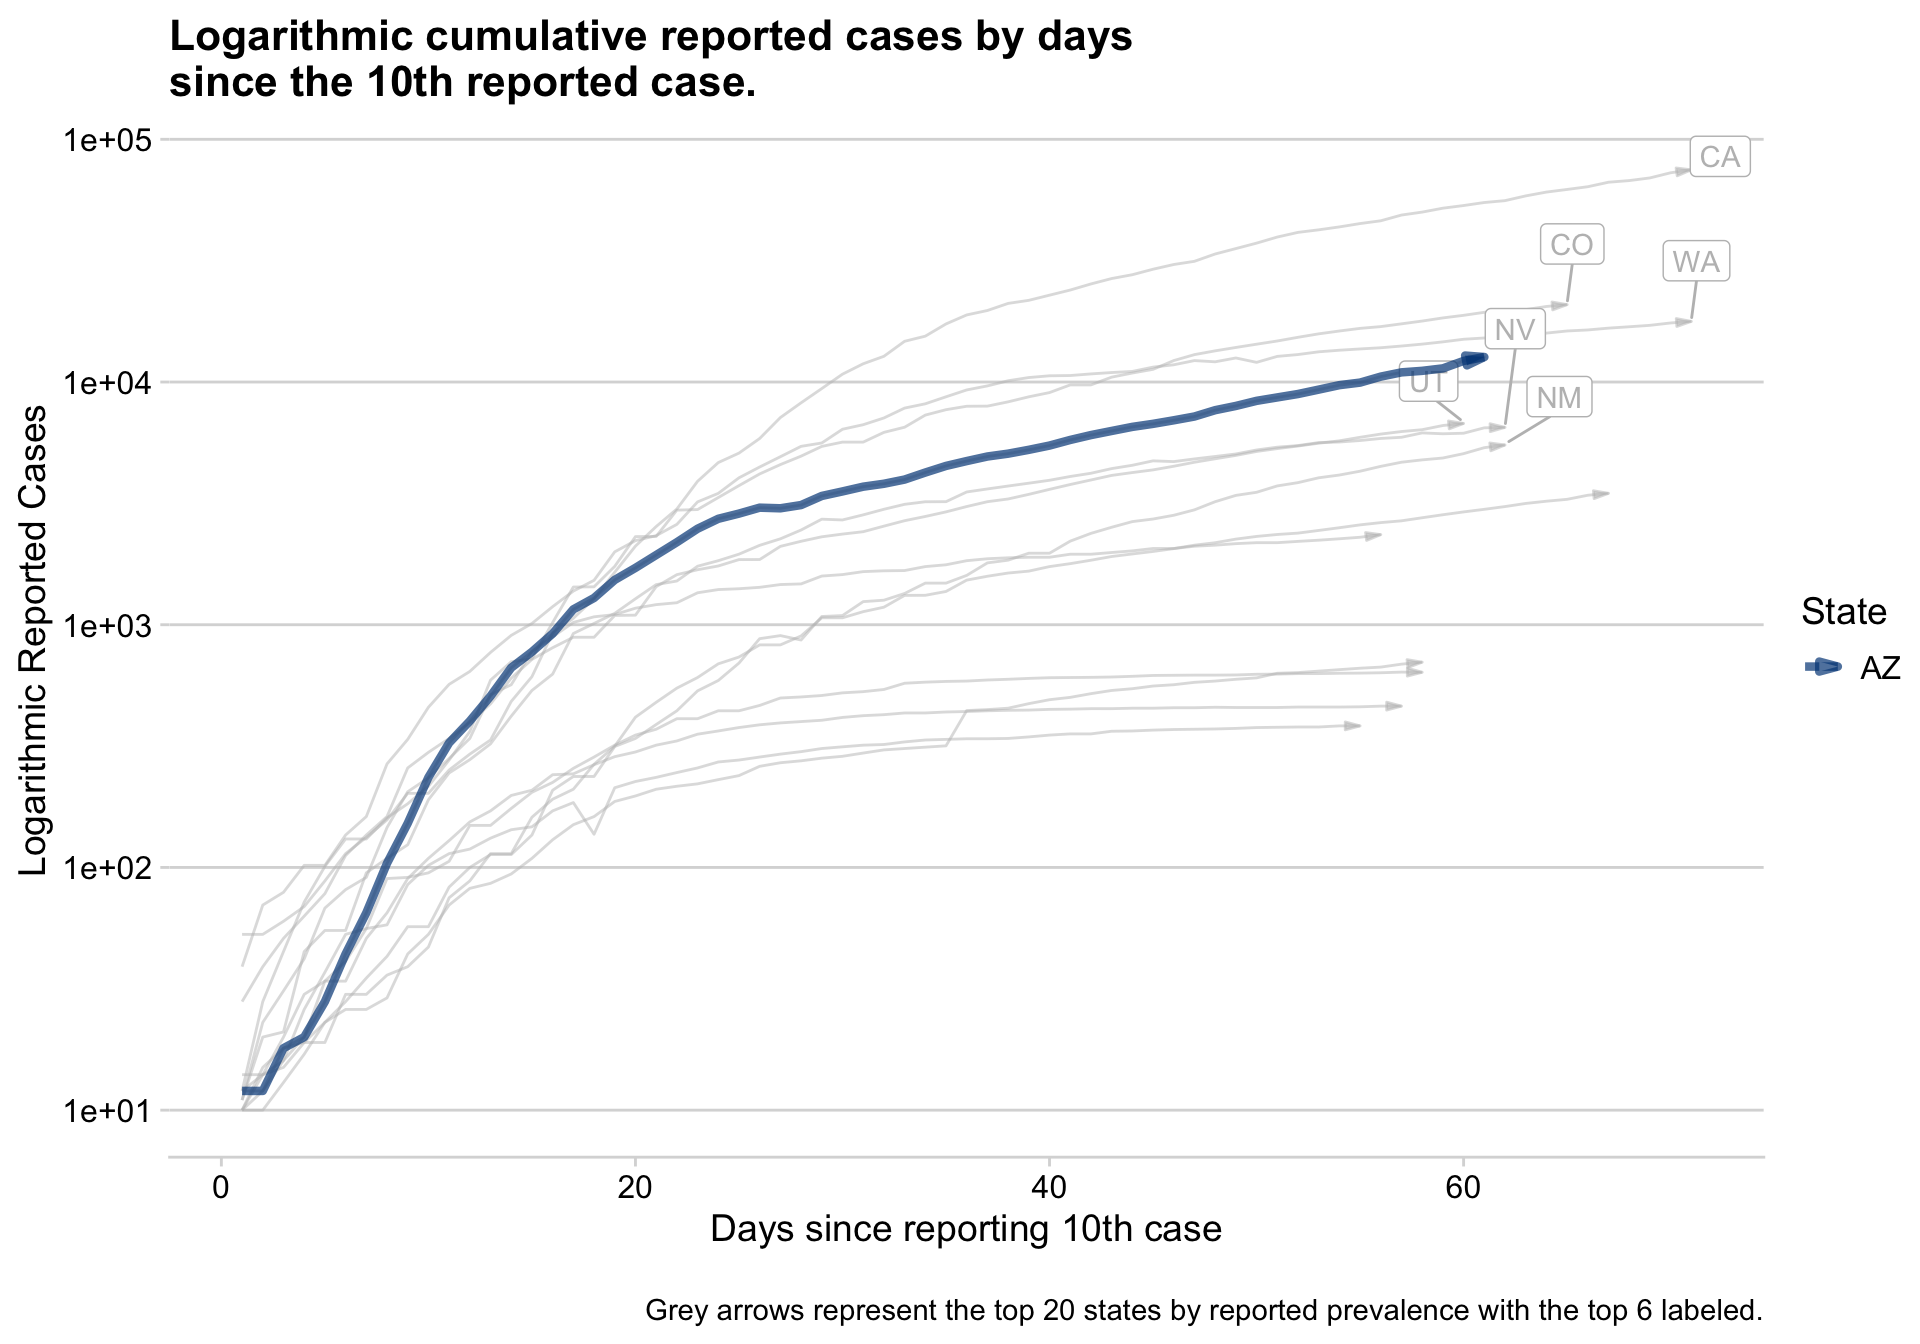 Logarithmic cumulative reported cases by days
since the 10th reported case.
1e+05
1e+04
1e+03
1e+02
1e+01
Logarithmic Reported Cases
CA
CO
WA
NV
UT
NM
State
AZ
0
20
40
60
Days since reporting 10th case
Grey arrows represent the top 20 states by reported prevalence with the top 6 labeled.